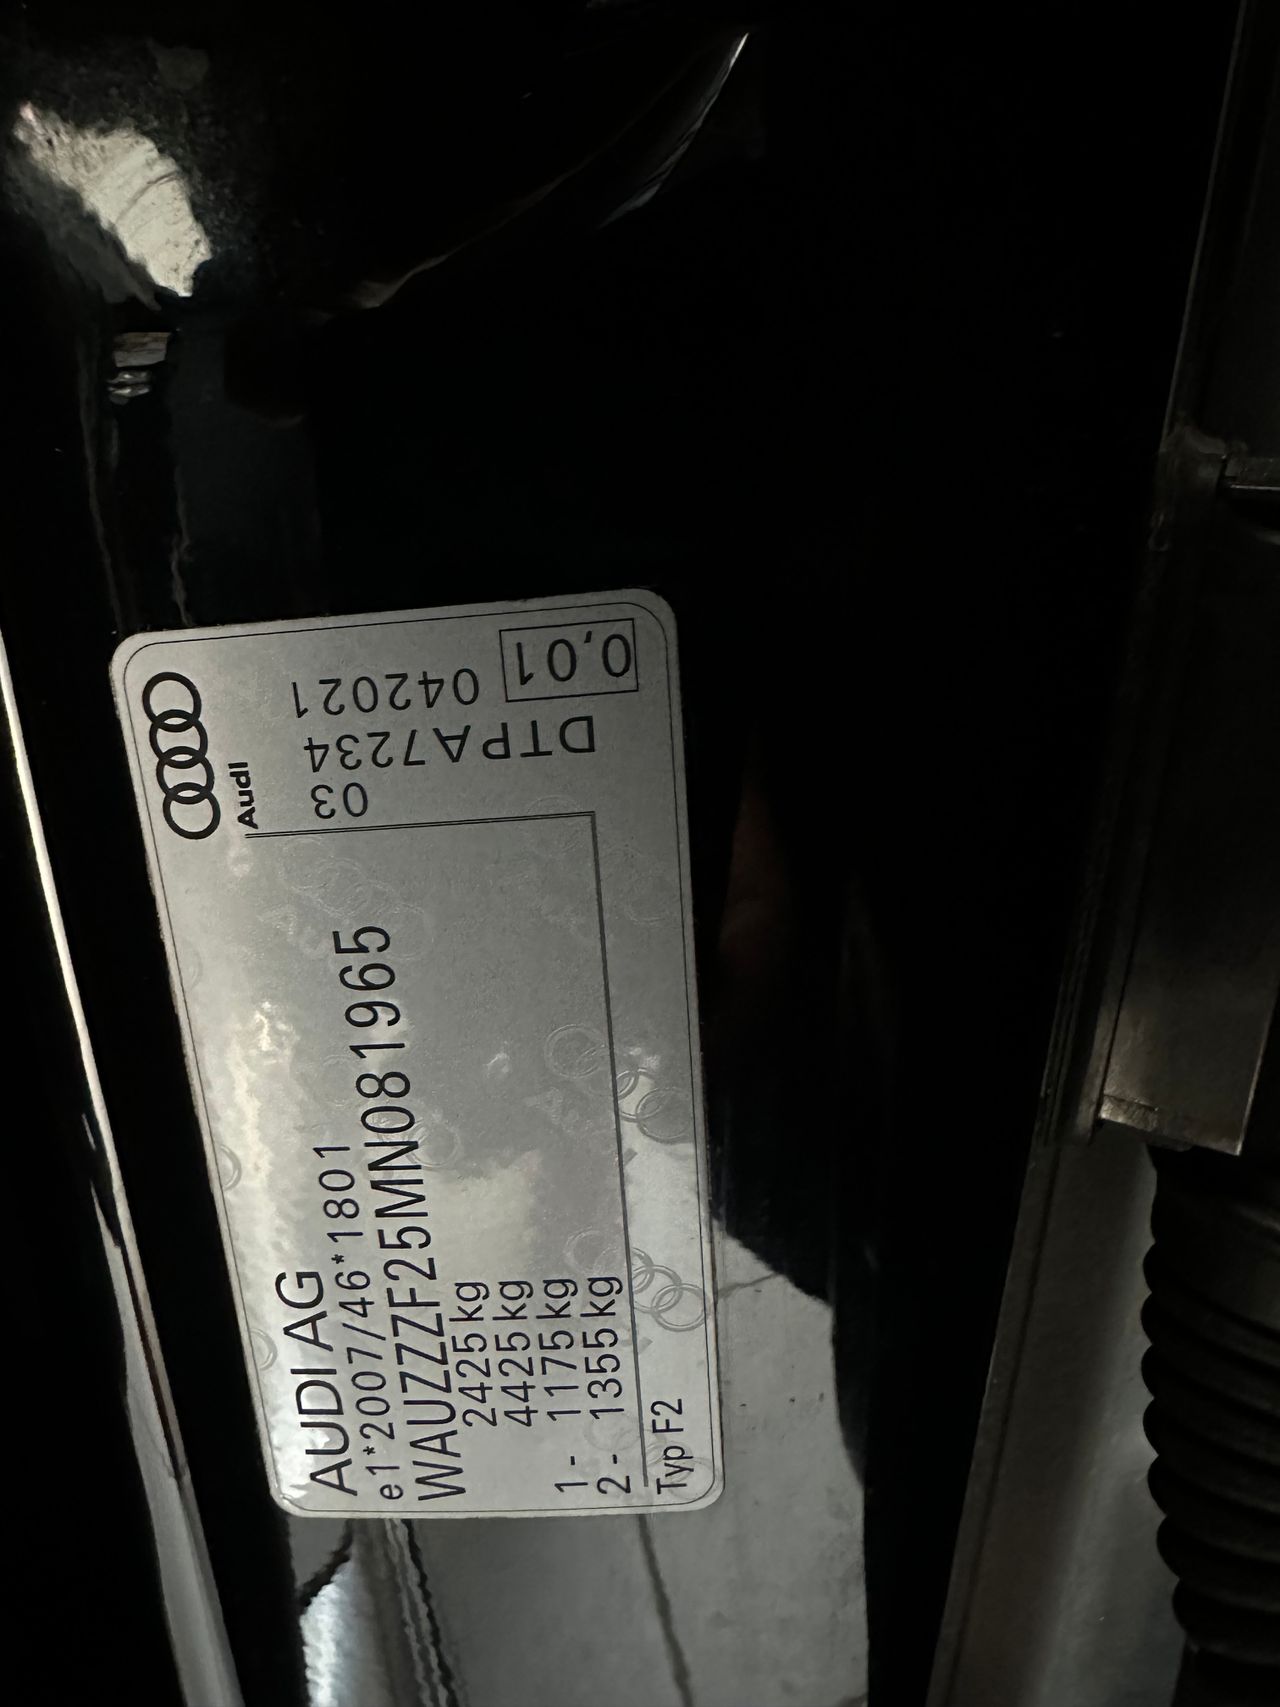 AUDI AG
e1*2007/46*1801
WAUZZZF25MN081965
2425kg
4425kg
1- 1175kg
2- 1355kg
Typ F2
Audi
03
DTPA7234
042021
0,01